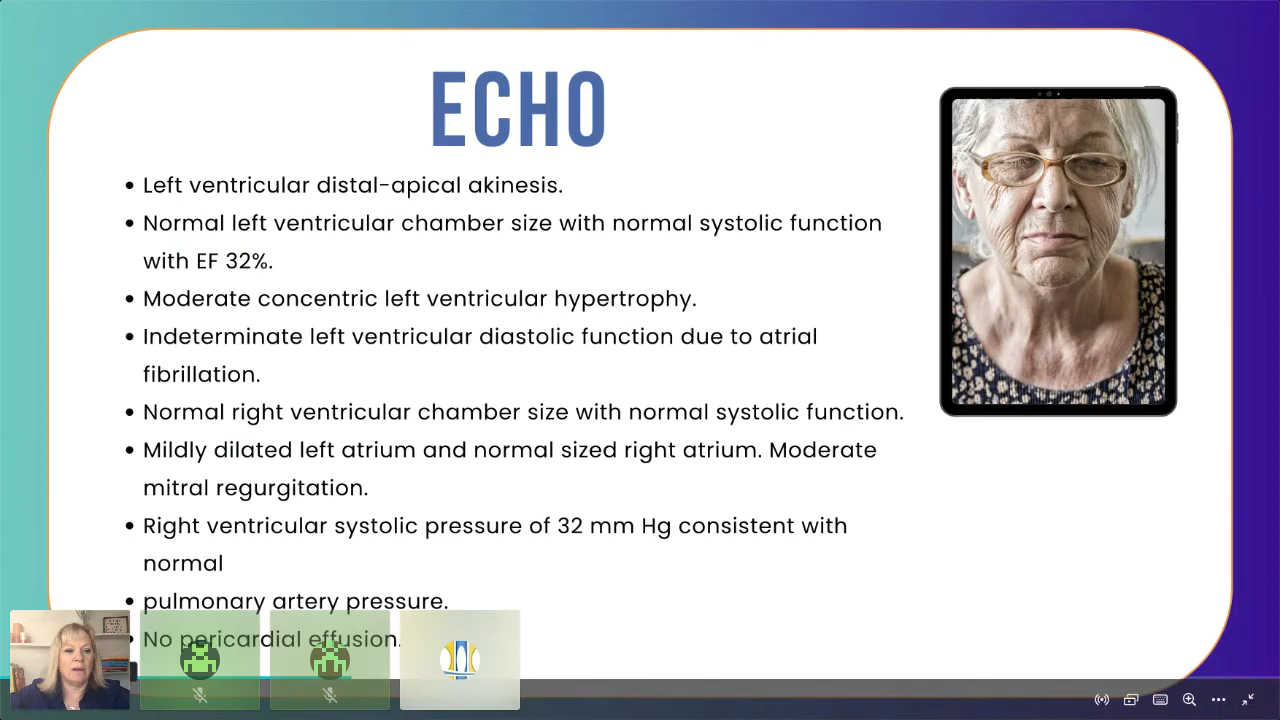 ECHO
Left ventricular distal-apical akinesis.
Normal left ventricular chamber size with normal systolic function
with EF 32%.
Moderate concentric left ventricular hypertrophy.
Indeterminate left ventricular diastolic function due to atrial
fibrillation.
Normal right ventricular chamber size with normal systolic function.
Mildly dilated left atrium and normal sized right atrium. Moderate
mitral regurgitation.
Right ventricular systolic pressure of 32 mm Hg consistent with
normal
pulmonary artery pressure.
No pericardial effusion.